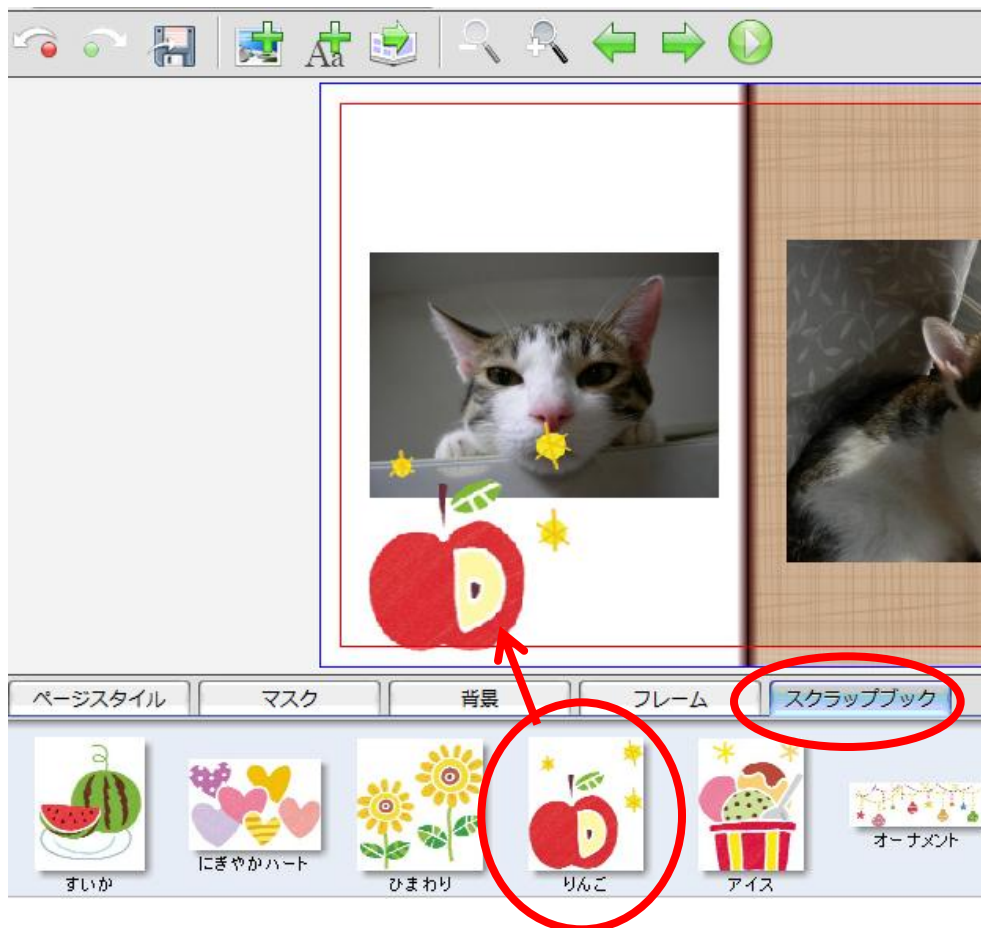 Aa
ページスタイル
マスク
背景
フレーム
スクラップブック
すいか
にぎやかハート
ひまわり
りんご
アイス
オーナメント